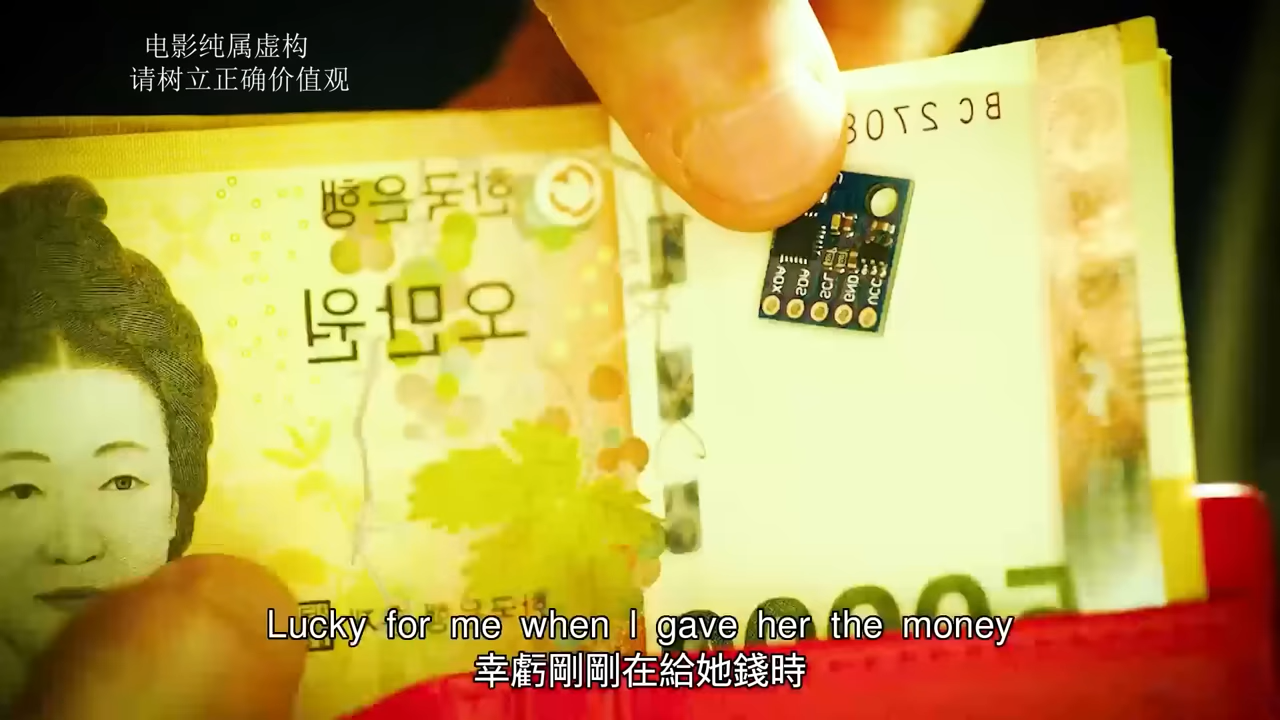 电影纯属虚构
请树立正确价值观
BC 2708
한국은행
오만원
VCC
GND
SCL
SDA
XDA
Lucky for me when I gave her the money
幸虧剛剛在給她錢時